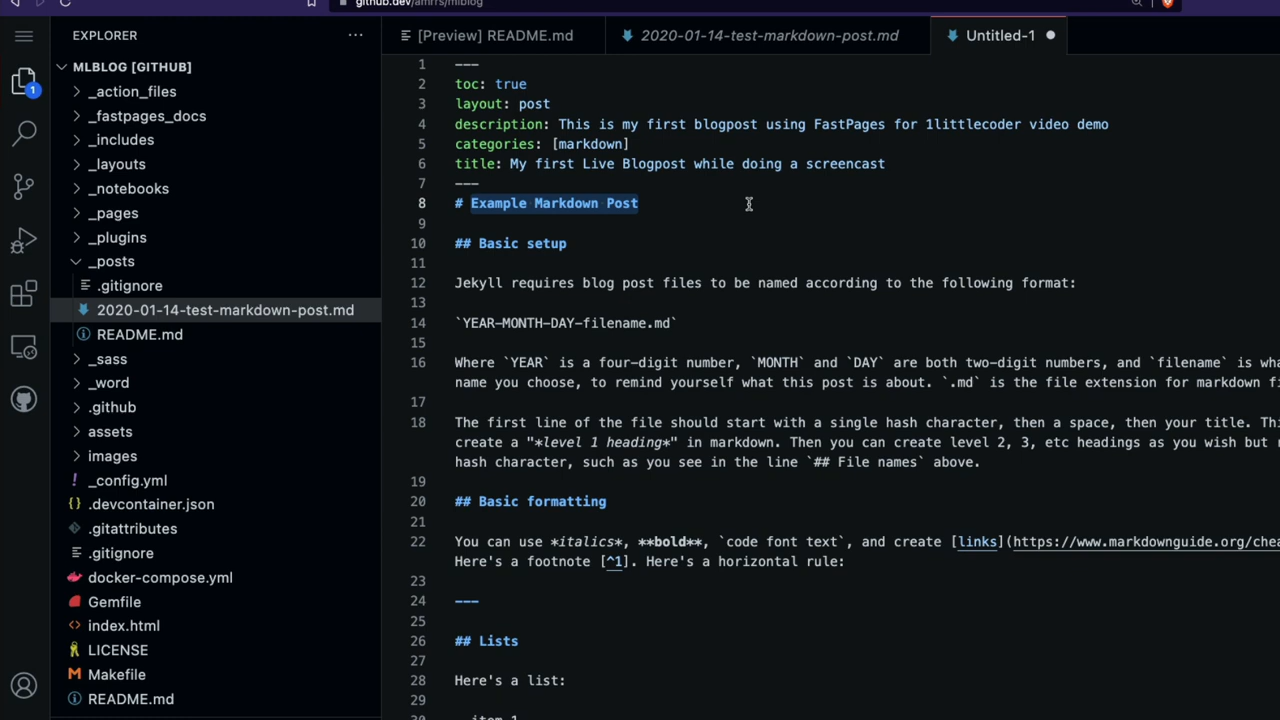 github.dev/amrrs/mlblog
EXPLORER
[Preview] README.md
2020-01-14-test-markdown-post.md
Untitled-1
1
MLBLOG [GITHUB]
_action_files
_fastpages_docs
_includes
_layouts
_notebooks
_pages
_plugins
_posts
.gitignore
2020-01-14-test-markdown-post.md
README.md
_sass
_word
.github
assets
images
_config.yml
.devcontainer.json
.gitattributes
.gitignore
docker-compose.yml
Gemfile
index.html
LICENSE
Makefile
README.md
1 ---
2 toc: true
3 layout: post
4 description: This is my first blogpost using FastPages for 1littlecoder video demo
5 categories: [markdown]
6 title: My first Live Blogpost while doing a screencast
7 ---
8 # Example Markdown Post
9
10 ## Basic setup
11
12 Jekyll requires blog post files to be named according to the following format:
13
14 `YEAR-MONTH-DAY-filename.md`
15
16 Where `YEAR` is a four-digit number, `MONTH` and `DAY` are both two-digit numbers, and `filename` is
name you choose, to remind yourself what this post is about. `.md` is the file extension for markdown
17
18 The first line of the file should start with a single hash character, then a space, then your title.
create a "*level 1 heading*" in markdown. Then you can create level 2, 3, etc headings as you wish but
hash character, such as you see in the line `## File names` above.
19
20 ## Basic formatting
21
22 You can use *italics*, **bold**, `code font text`, and create [links](https://www.markdownguide.org/
Here's a footnote [^1]. Here's a horizontal rule:
23
24 ---
25
26 ## Lists
27
28 Here's a list:
29
30 - item 1